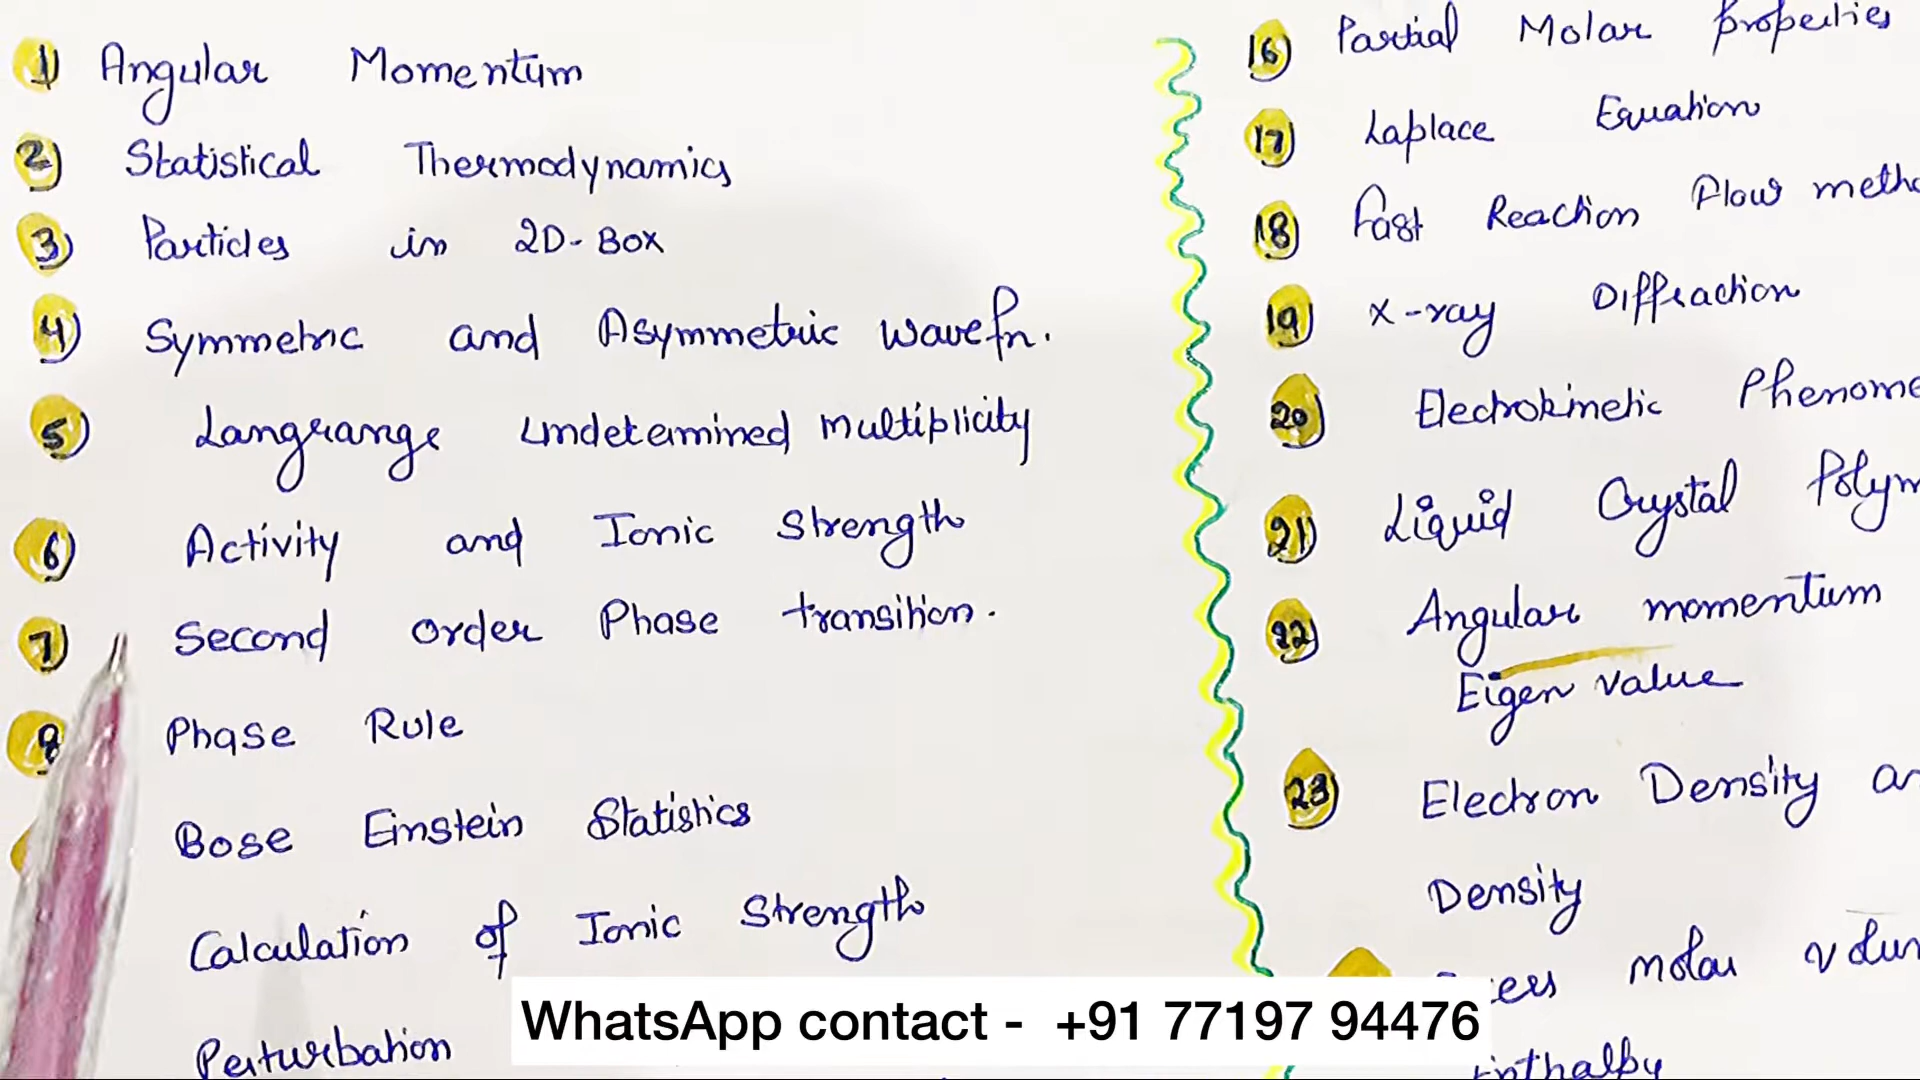 1) Angular Momentum
2) Statistical Thermodynamics
3) Particles in 2D-Box
4) Symmetric and Asymmetric wavefn.
5) Langrange undetermined multiplicity
6) Activity and Ionic Strength
7) Second order Phase transition.
8 Phase Rule
Bose Einstein Statistics
Calculation of Ionic Strength
Perturbation
16) Partial Molar properties
17) Laplace Equation
18) Fast Reaction Flow
19) X-ray Diffraction
20) Electrokinetic
21) Liquid Crystal
22) Angular momentum
Eigen value
23) Electron Density
Density
molar
WhatsApp contact - +91 77197 94476